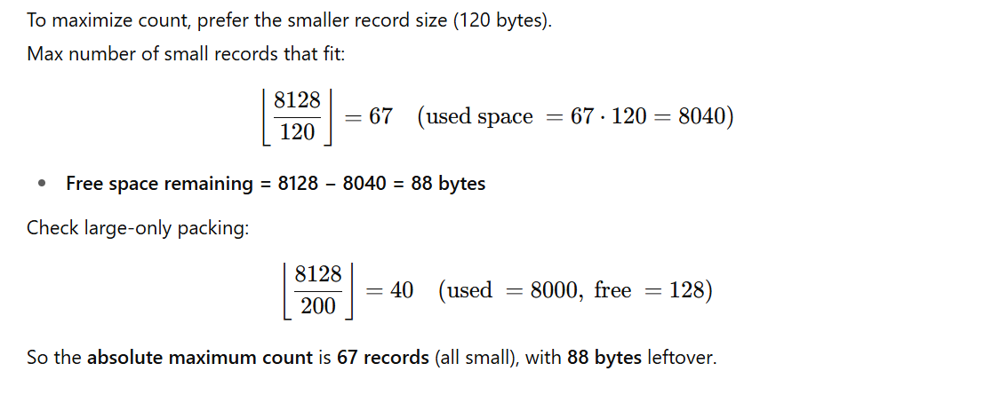 To maximize count, prefer the smaller record size (120 bytes).
Max number of small records that fit:
⌊8128/120⌋ = 67 (used space = 67 · 120 = 8040)
• Free space remaining = 8128 − 8040 = 88 bytes
Check large-only packing:
⌊8128/200⌋ = 40 (used = 8000, free = 128)
So the absolute maximum count is 67 records (all small), with 88 bytes leftover.